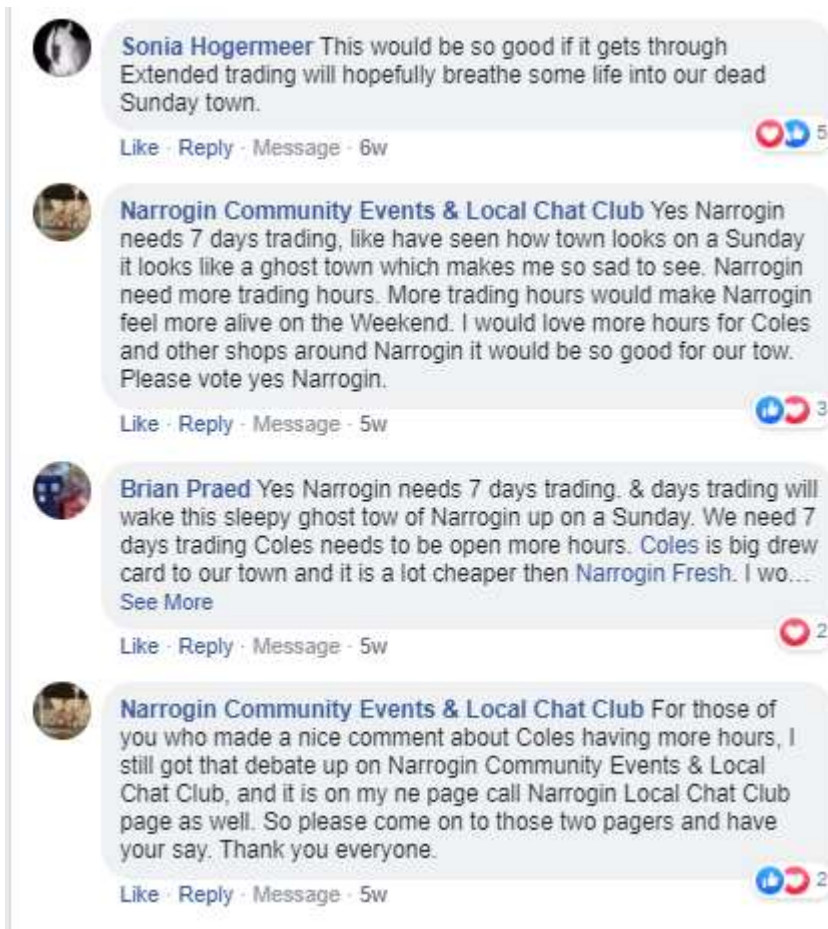 Sonia Hogermeer This would be so good if it gets through
Extended trading will hopefully breathe some life into our dead
Sunday town.
5
Like · Reply · Message · 6w
Narrogin Community Events & Local Chat Club Yes Narrogin
needs 7 days trading, like have seen how town looks on a Sunday
it looks like a ghost town which makes me so sad to see. Narrogin
need more trading hours. More trading hours would make Narrogin
feel more alive on the Weekend. I would love more hours for Coles
and other shops around Narrogin it would be so good for our tow.
Please vote yes Narrogin.
3
Like · Reply · Message · 5w
Brian Praed Yes Narrogin needs 7 days trading. & days trading will
wake this sleepy ghost tow of Narrogin up on a Sunday. We need 7
days trading Coles needs to be open more hours. Coles is big drew
card to our town and it is a lot cheaper then Narrogin Fresh. I wo...
See More
2
Like · Reply · Message · 5w
Narrogin Community Events & Local Chat Club For those of
you who made a nice comment about Coles having more hours, I
still got that debate up on Narrogin Community Events & Local
Chat Club, and it is on my ne page call Narrogin Local Chat Club
page as well. So please come on to those two pagers and have
your say. Thank you everyone.
2
Like · Reply · Message · 5w